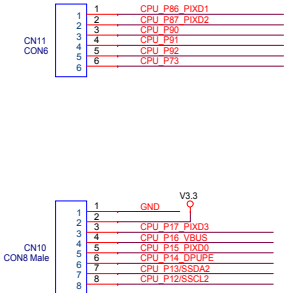 1 1 CPU_P86_PIXD1
2 2 CPU_P87_PIXD2
3 3 CPU_P90
4 4 CPU_P91
5 5 CPU_P92
6 6 CPU_P73
CN11
CON6
V3.3
1 1 GND
2 2
3 3 CPU_P17_PIXD3
4 4 CPU_P16_VBUS
5 5 CPU_P15_PIXD0
6 6 CPU_P14_DPUPE
7 7 CPU_P13/SSDA2
8 8 CPU_P12/SSCL2
CN10
CON8 Male